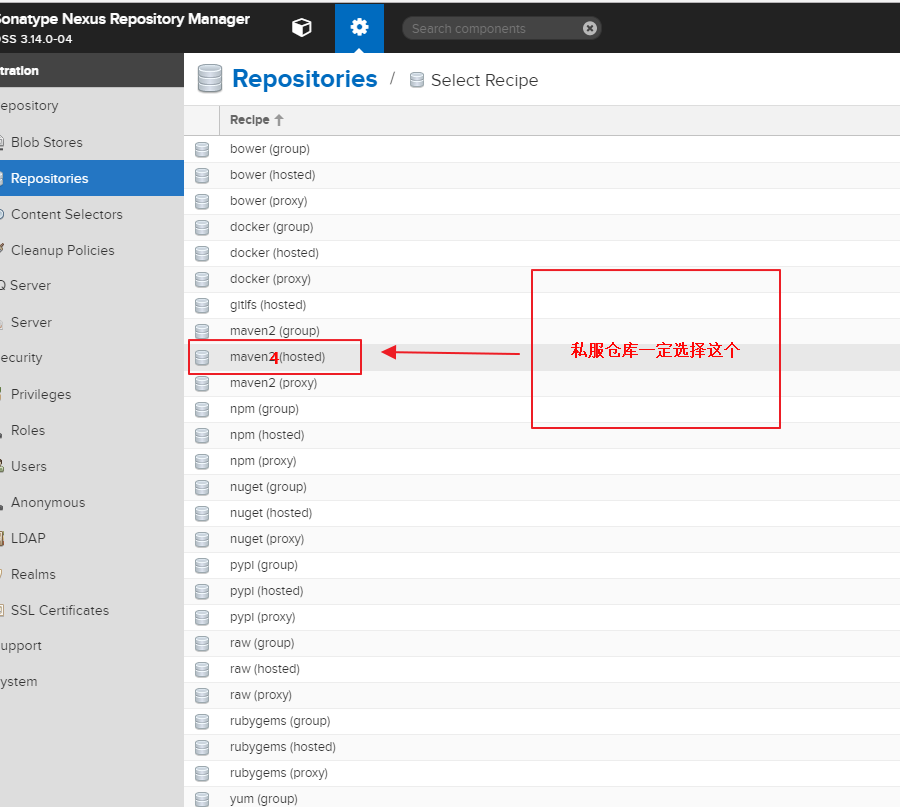 onatype Nexus Repository Manager
SS 3.14.0-04
Search components
tration
epository
Blob Stores
Repositories
Content Selectors
Cleanup Policies
Q Server
Server
ecurity
Privileges
Roles
Users
Anonymous
LDAP
Realms
SSL Certificates
upport
ystem
Repositories / Select Recipe
Recipe
bower (group)
bower (hosted)
bower (proxy)
docker (group)
docker (hosted)
docker (proxy)
gitlfs (hosted)
maven2 (group)
maven2 (hosted)
4
私服仓库一定选择这个
maven2 (proxy)
npm (group)
npm (hosted)
npm (proxy)
nuget (group)
nuget (hosted)
nuget (proxy)
pypi (group)
pypi (hosted)
pypi (proxy)
raw (group)
raw (hosted)
raw (proxy)
rubygems (group)
rubygems (hosted)
rubygems (proxy)
yum (group)